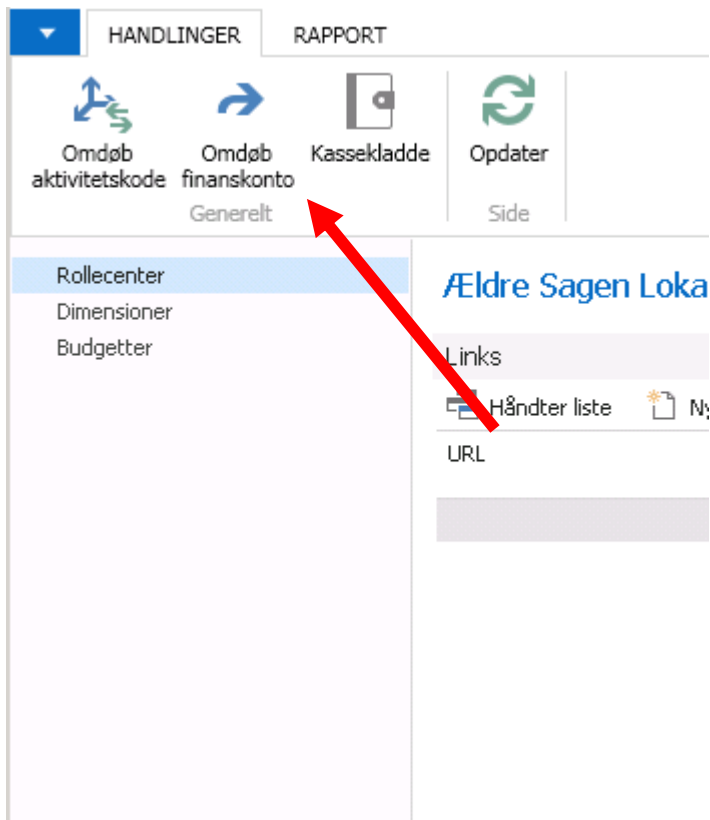 HANDLINGER RAPPORT
Omdøb Omdøb Kassekladde Opdater
aktivitetskode finanskonto
Generelt Side
Rollecenter
Dimensioner
Budgetter
Ældre Sagen Loka
Links
Håndter liste Ny
URL